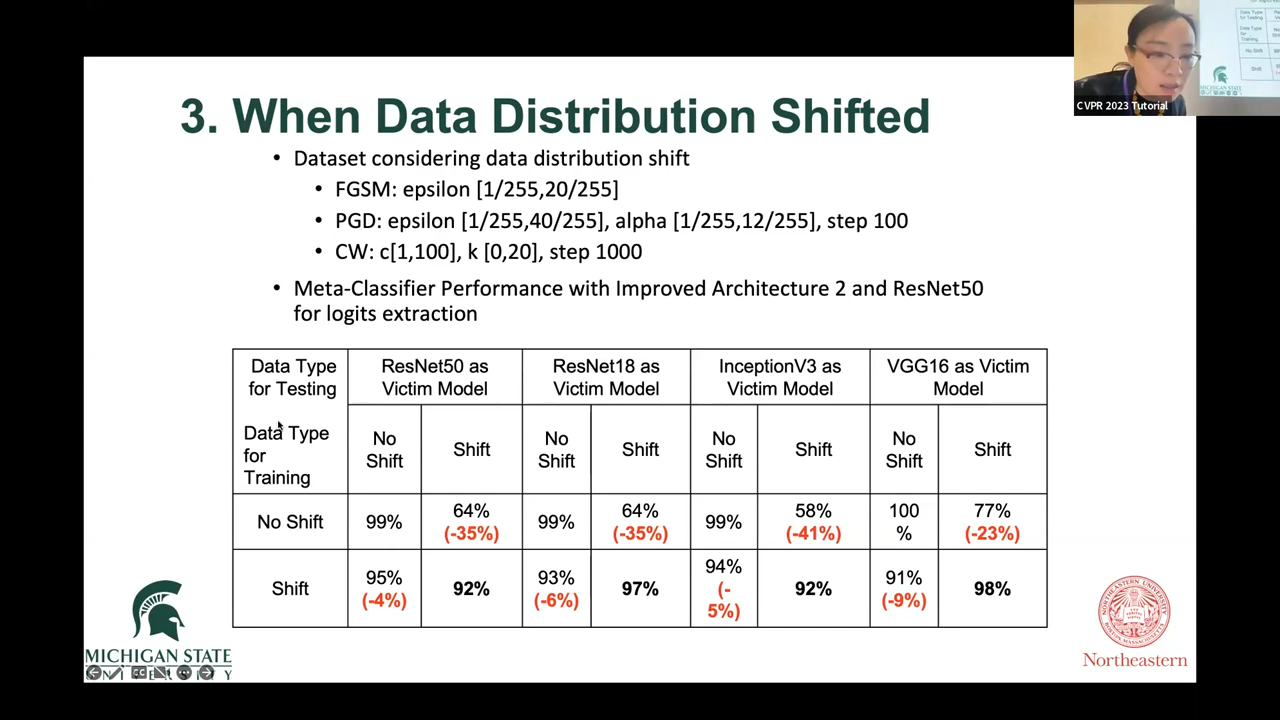 3. When Data Distribution Shifted
• Dataset considering data distribution shift
• FGSM: epsilon [1/255,20/255]
• PGD: epsilon [1/255,40/255], alpha [1/255,12/255], step 100
• CW: c[1,100], k [0,20], step 1000
• Meta-Classifier Performance with Improved Architecture 2 and ResNet50
for logits extraction
Data Type
for Testing
Data Type
for
Training
ResNet50 as
Victim Model
ResNet18 as
Victim Model
InceptionV3 as
Victim Model
VGG16 as Victim
Model
No
Shift
Shift
No
Shift
Shift
No
Shift
Shift
No
Shift
Shift
No Shift
99%
64%
(-35%)
99%
64%
(-35%)
99%
58%
(-41%)
100
%
77%
(-23%)
Shift
95%
(-4%)
92%
93%
(-6%)
97%
94%
(-
5%)
92%
91%
(-9%)
98%
MICHIGAN STATE
Northeastern
CVPR 2023 Tutorial